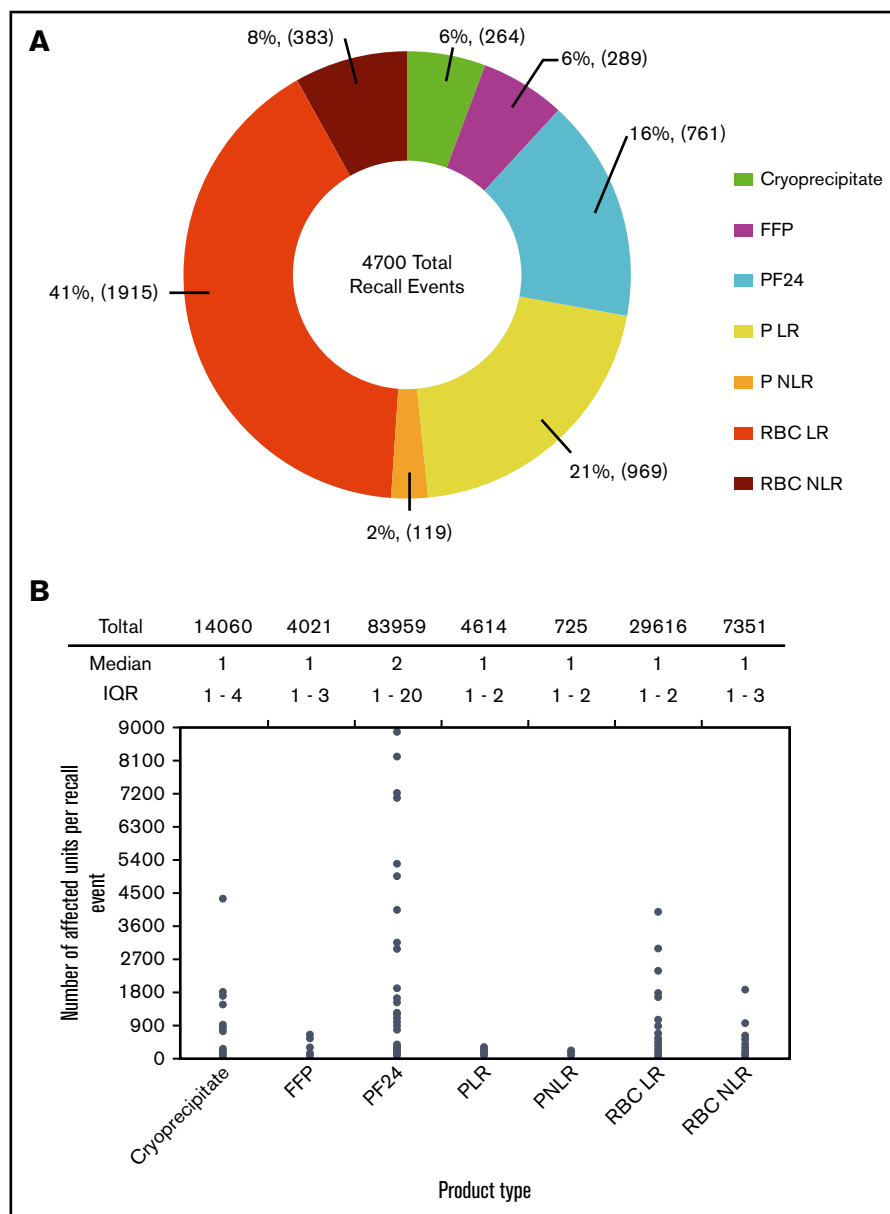 A
8%, (383)
6%, (264)
6%, (289)
16%, (761)
41%, (1915)
4700 Total
Recall Events
21%, (969)
2%, (119)
Cryoprecipitate
FFP
PF24
P LR
P NLR
RBC LR
RBC NLR
B
Toltal 14060 4021 83959 4614 725 29616 7351
Median 1 1 2 1 1 1 1
IQR 1 - 4 1 - 3 1 - 20 1 - 2 1 - 2 1 - 2 1 - 3
Number of affected units per recall
event
9000
8100
7200
6300
5400
4500
3600
2700
1800
900
0
Cryoprecipitate
FFP
PF24
PLR
PNLR
RBC LR
RBC NLR
Product type